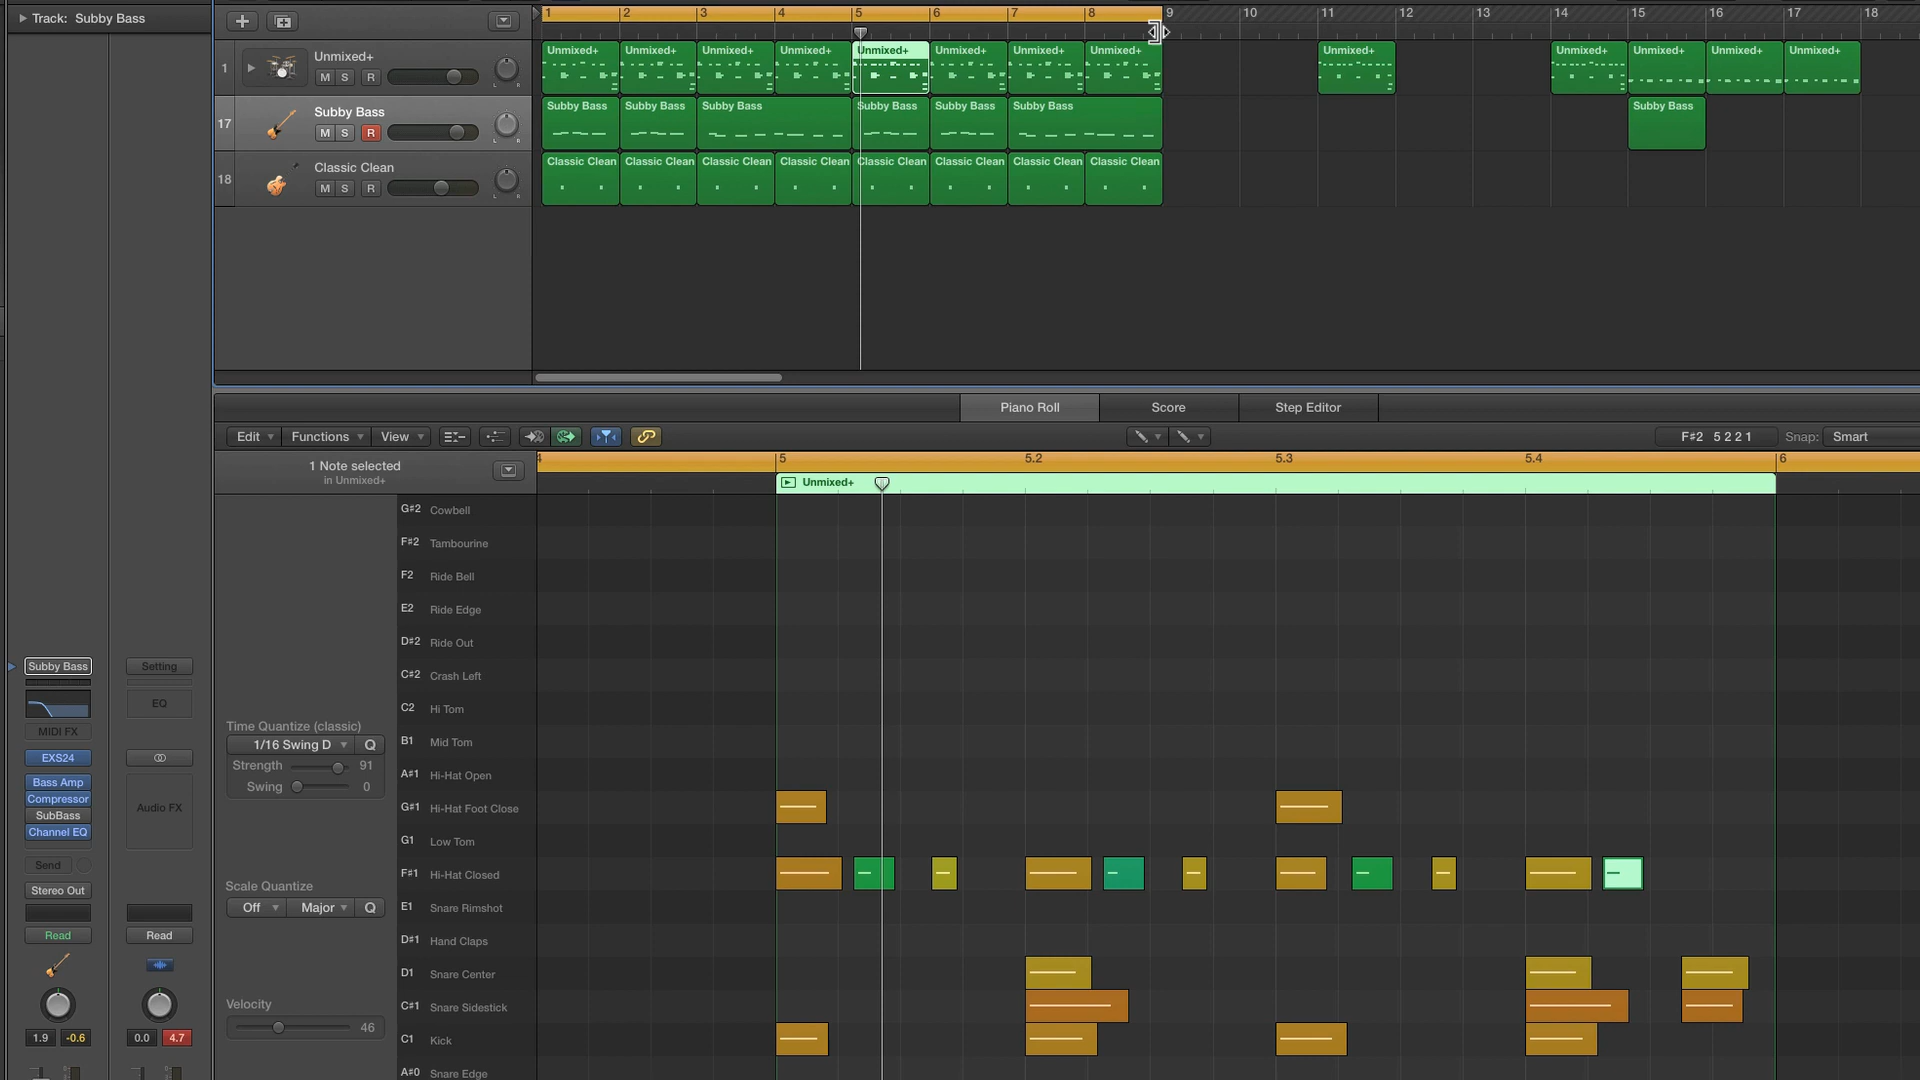 Track: Subby Bass
1 2 3 4 5 6 7 8 9 10 11 12 13 14 15 16 17 18
1 Unmixed+
M S R
Unmixed+ Unmixed+ Unmixed+ Unmixed+ Unmixed+ Unmixed+ Unmixed+ Unmixed+ Unmixed+ Unmixed+ Unmixed+ Unmixed+ Unmixed+
17 Subby Bass
M S R
Subby Bass Subby Bass Subby Bass Subby Bass Subby Bass Subby Bass Subby Bass
18 Classic Clean
M S R
Classic Clean Classic Clean Classic Clean Classic Clean Classic Clean Classic Clean Classic Clean Classic Clean
Piano Roll Score Step Editor
Edit Functions View
F#2 5 2 2 1 Snap: Smart
1 Note selected
in Unmixed+
4 5 5.2 5.3 5.4 6
Unmixed+
G#2 Cowbell
F#2 Tambourine
F2 Ride Bell
E2 Ride Edge
D#2 Ride Out
C#2 Crash Left
C2 Hi Tom
B1 Mid Tom
A#1 Hi-Hat Open
G#1 Hi-Hat Foot Close
G1 Low Tom
F#1 Hi-Hat Closed
E1 Snare Rimshot
D#1 Hand Claps
D1 Snare Center
C#1 Snare Sidestick
C1 Kick
A#0 Snare Edge
Time Quantize (classic)
1/16 Swing D Q
Strength 91
Swing 0
Scale Quantize
Off Major Q
Velocity
46
Subby Bass Setting
EQ
MIDI FX
EXS24
Bass Amp
Compressor
SubBass
Channel EQ
Audio FX
Send
Stereo Out
Read Read
1.9 -0.6 0.0 4.7